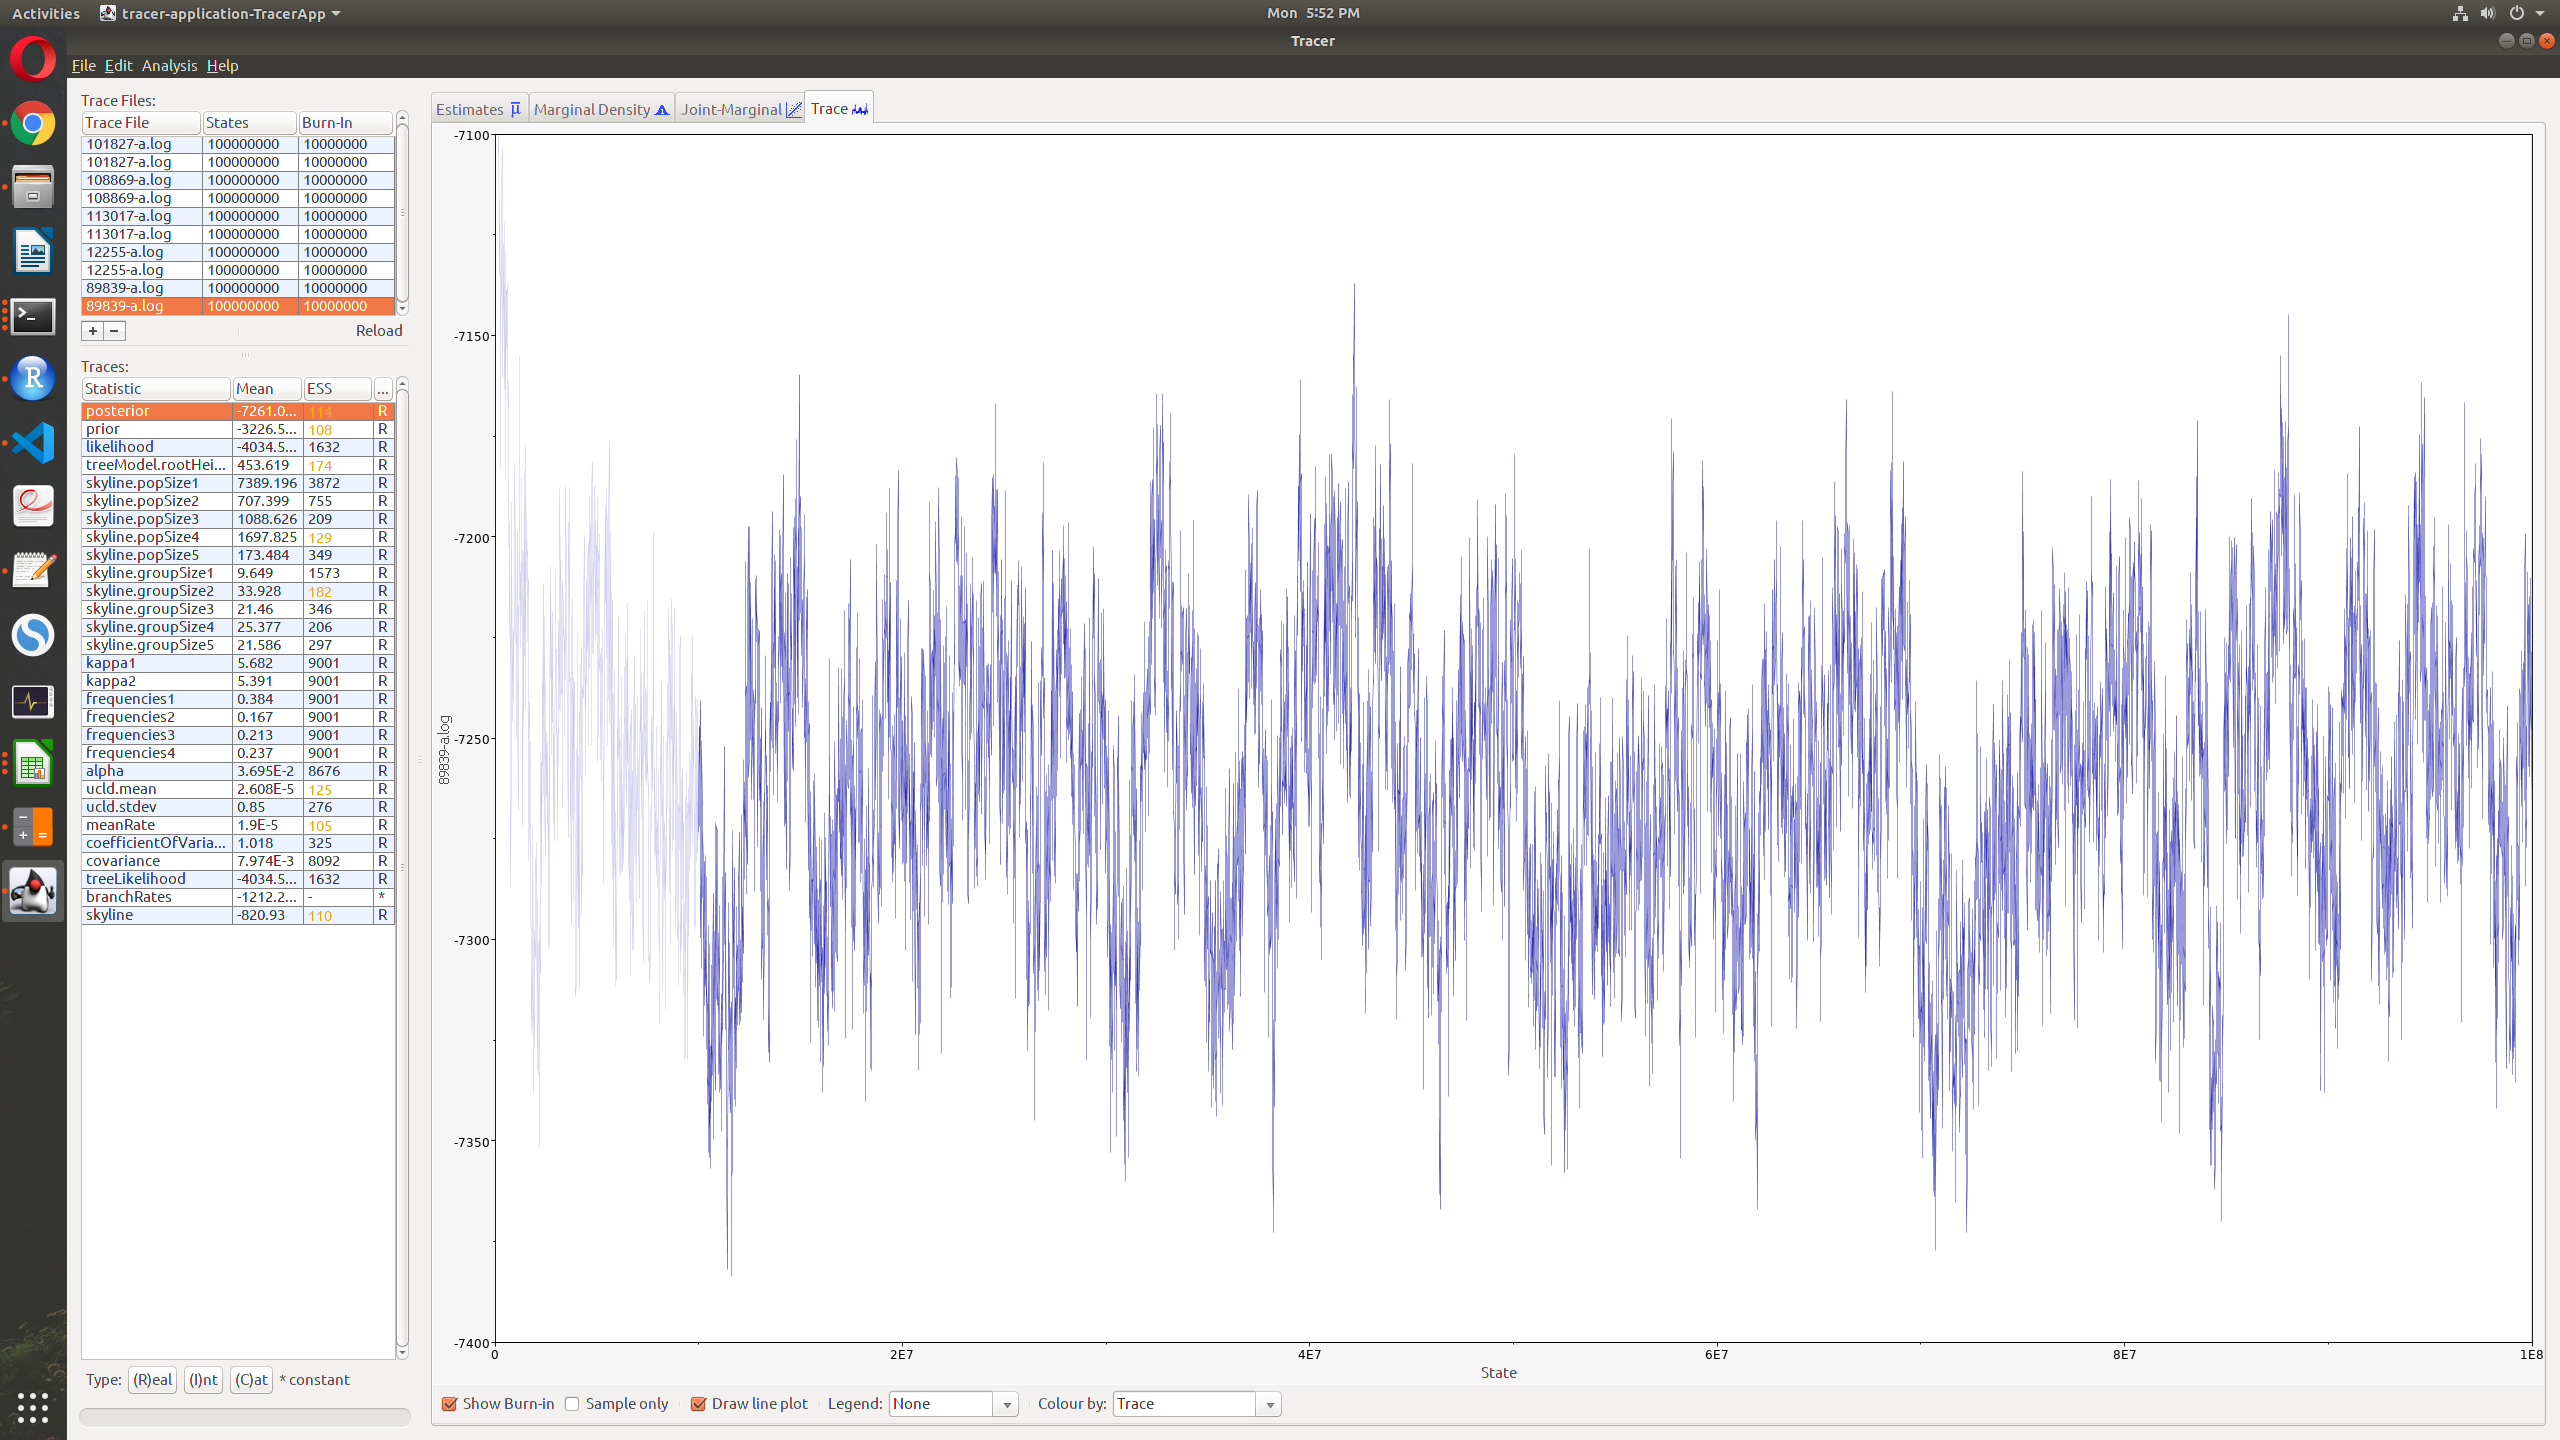 Activities tracer-application-TracerApp Mon 5:52 PM
Tracer
File Edit Analysis Help
Trace Files:
Trace File States Burn-In
101827-a.log 100000000 10000000
101827-a.log 100000000 10000000
108869-a.log 100000000 10000000
108869-a.log 100000000 10000000
113017-a.log 100000000 10000000
113017-a.log 100000000 10000000
12255-a.log 100000000 10000000
12255-a.log 100000000 10000000
89839-a.log 100000000 10000000
89839-a.log 100000000 10000000
+ − Reload
Traces:
Statistic Mean ESS ...
posterior -7261.0... 114 R
prior -3226.5... 108 R
likelihood -4034.5... 1632 R
treeModel.rootHei... 453.619 174 R
skyline.popSize1 7389.196 3872 R
skyline.popSize2 707.399 755 R
skyline.popSize3 1088.626 209 R
skyline.popSize4 1697.825 129 R
skyline.popSize5 173.484 349 R
skyline.groupSize1 9.649 1573 R
skyline.groupSize2 33.928 182 R
skyline.groupSize3 21.46 346 R
skyline.groupSize4 25.377 206 R
skyline.groupSize5 21.586 297 R
kappa1 5.682 9001 R
kappa2 5.391 9001 R
frequencies1 0.384 9001 R
frequencies2 0.167 9001 R
frequencies3 0.213 9001 R
frequencies4 0.237 9001 R
alpha 3.695E-2 8676 R
ucld.mean 2.608E-5 125 R
ucld.stdev 0.85 276 R
meanRate 1.9E-5 105 R
coefficientOfVaria... 1.018 325 R
covariance 7.974E-3 8092 R
treeLikelihood -4034.5... 1632 R
branchRates -1212.2... - *
skyline -820.93 110 R
Type: (R)eal (I)nt (C)at * constant
Estimates Marginal Density Joint-Marginal Trace
-7100
-7150
-7200
-7250
-7300
-7350
-7400
89839-a.log
0 2E7 4E7 6E7 8E7 1E8
State
Show Burn-in Sample only Draw line plot Legend: None Colour by: Trace